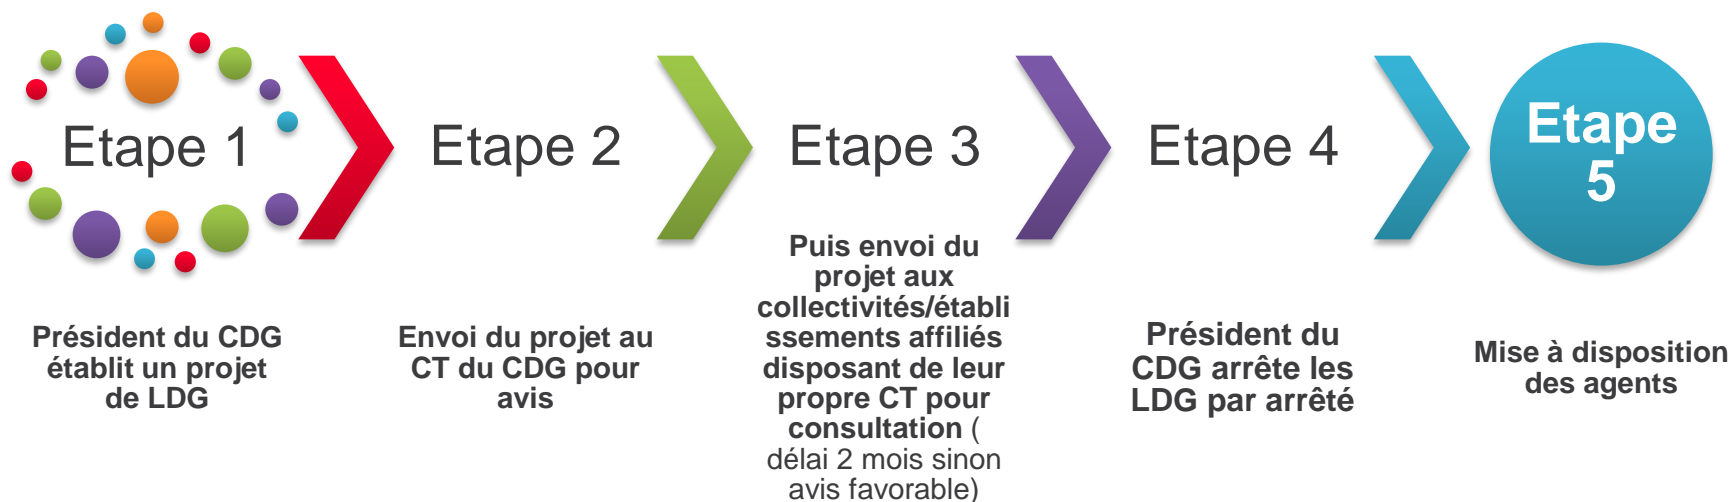 Etape 1
Président du CDG
établit un projet
de LDG
Etape 2
Envoi du projet au
CT du CDG pour
avis
Etape 3
Puis envoi du
projet aux
collectivités/établi
ssements affiliés
disposant de leur
propre CT pour
consultation (
délai 2 mois sinon
avis favorable)
Etape 4
Président du
CDG arrête les
LDG par arrêté
Etape
5
Mise à disposition
des agents